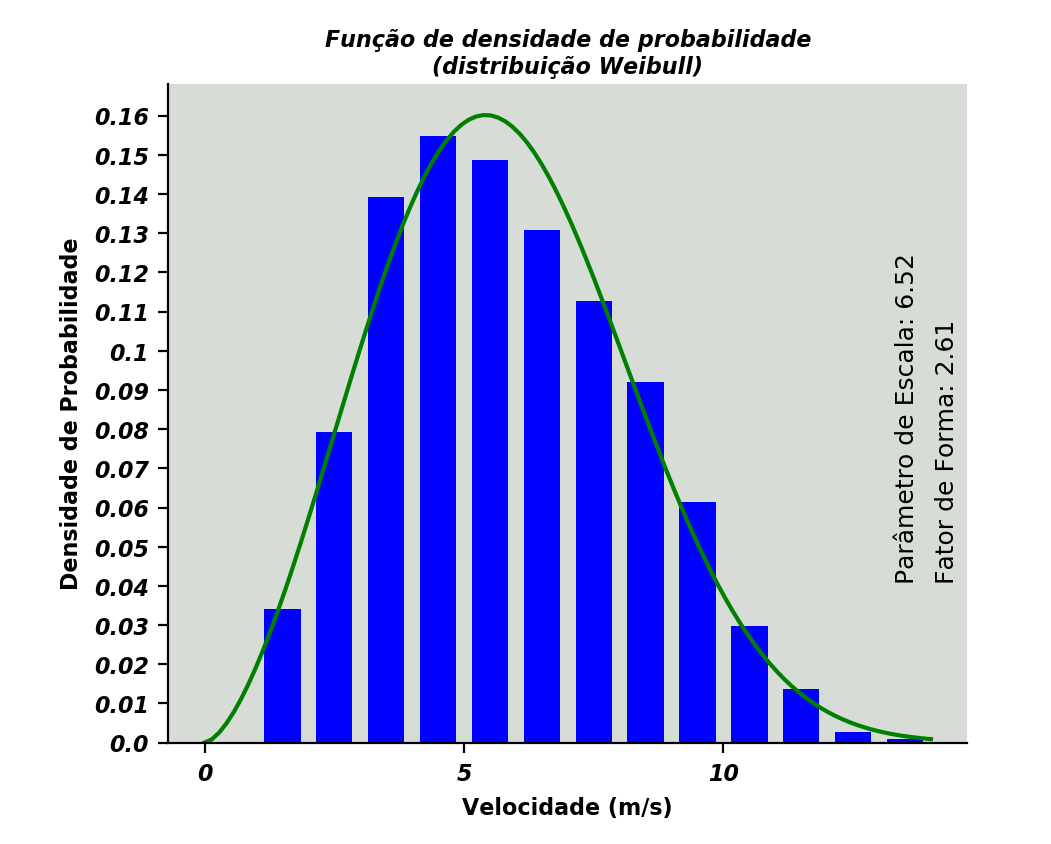 Função de densidade de probabilidade
(distribuição Weibull)
0.16
0.15
0.14
0.13
0.12
0.11
0.1
0.09
0.08
0.07
0.06
0.05
0.04
0.03
0.02
0.01
0.0
Densidade de Probabilidade
Parâmetro de Escala: 6.52
Fator de Forma: 2.61
0 5 10
Velocidade (m/s)